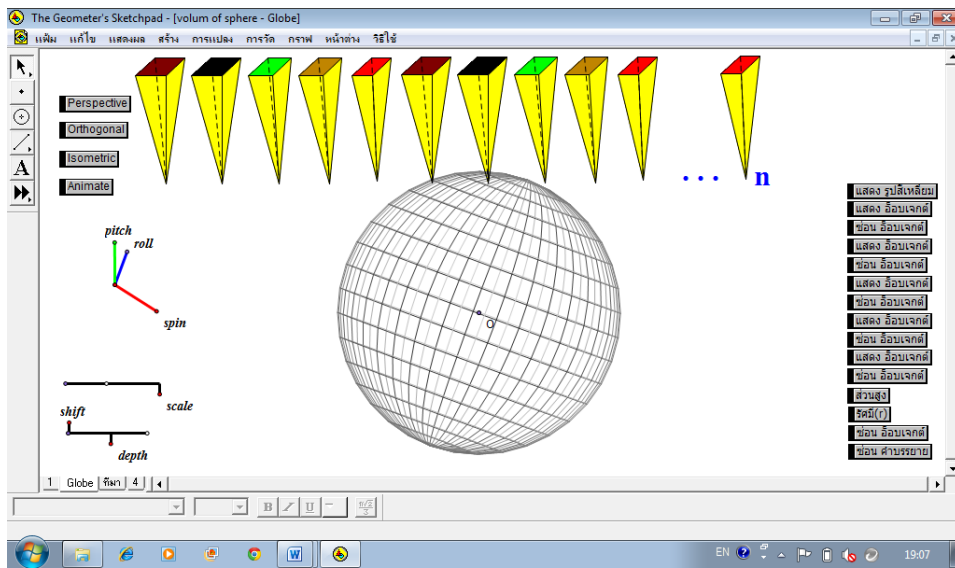 The Geometer's Sketchpad - [volum of sphere - Globe]
แฟ้ม แก้ไข แสดงผล สร้าง การแปลง การวัด กราฟ หน้าต่าง วิธีใช้
Perspective
Orthogonal
Isometric
Animate
A
... n
pitch
roll
spin
O
scale
shift
depth
แสดง รูปสี่เหลี่ยม
แสดง อ็อบเจกต์
ซ่อน อ็อบเจกต์
แสดง อ็อบเจกต์
ซ่อน อ็อบเจกต์
แสดง อ็อบเจกต์
ซ่อน อ็อบเจกต์
แสดง อ็อบเจกต์
ซ่อน อ็อบเจกต์
แสดง อ็อบเจกต์
ซ่อน อ็อบเจกต์
ส่วนสูง
รัศมี(r)
ซ่อน อ็อบเจกต์
ซ่อน คำบรรยาย
1 Globe ที่มา 4
B I U
EN 19:07